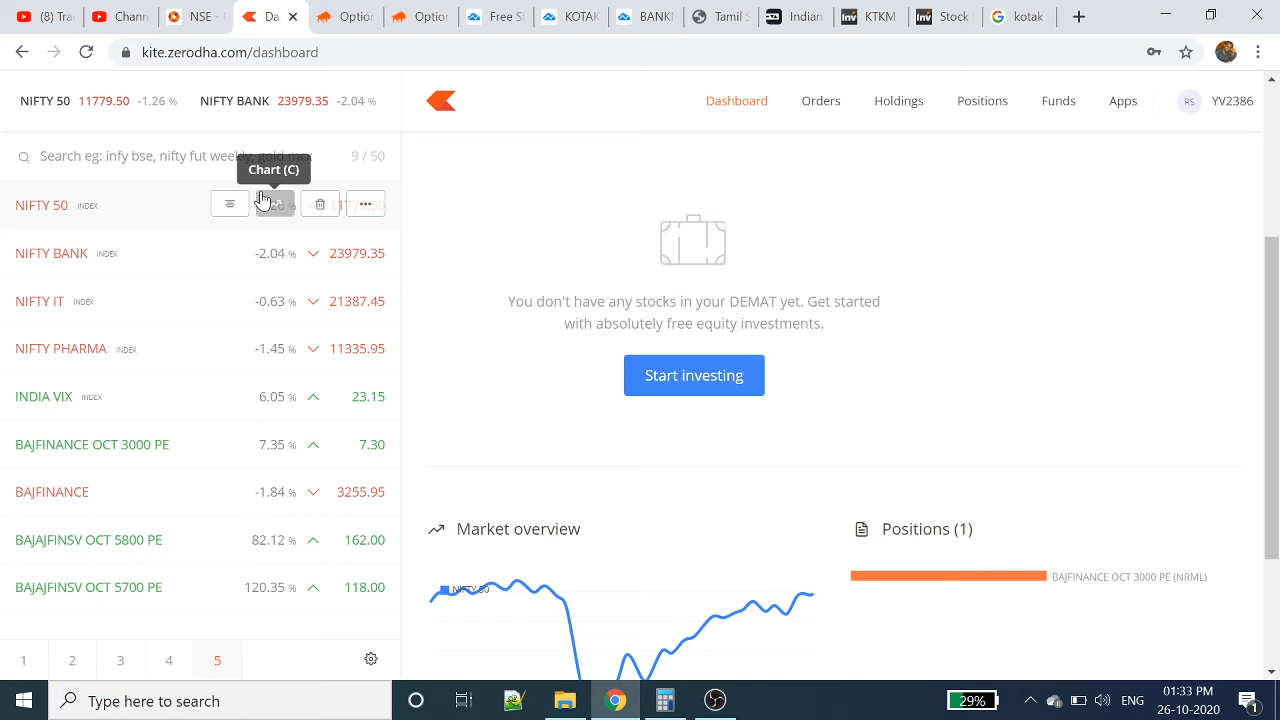 (8) Tr
Chann
NSE - I
Da
Option
Option
Free S
KOTAK
BANKI
Tamil S
Indian
KTKM
Stock I
kotak
kite.zerodha.com/dashboard
NIFTY 50 11779.50 -1.26 % NIFTY BANK 23979.35 -2.04 %
Dashboard Orders Holdings Positions Funds Apps RS YV2386
Search eg: infy bse, nifty fut weekly, gold mcx 9 / 50
Chart (C)
NIFTY 50 INDEX
NIFTY BANK INDEX -2.04 % 23979.35
NIFTY IT INDEX -0.63 % 21387.45
NIFTY PHARMA INDEX -1.45 % 11335.95
INDIA VIX INDEX 6.05 % 23.15
BAJFINANCE OCT 3000 PE 7.35 % 7.30
BAJFINANCE -1.84 % 3255.95
BAJAJFINSV OCT 5800 PE 82.12 % 162.00
BAJAJFINSV OCT 5700 PE 120.35 % 118.00
1 2 3 4 5
You don't have any stocks in your DEMAT yet. Get started
with absolutely free equity investments.
Start investing
Market overview
NIFTY 50
Positions (1)
BAJFINANCE OCT 3000 PE (NRML)
Type here to search
29%
ENG
01:33 PM
26-10-2020
1